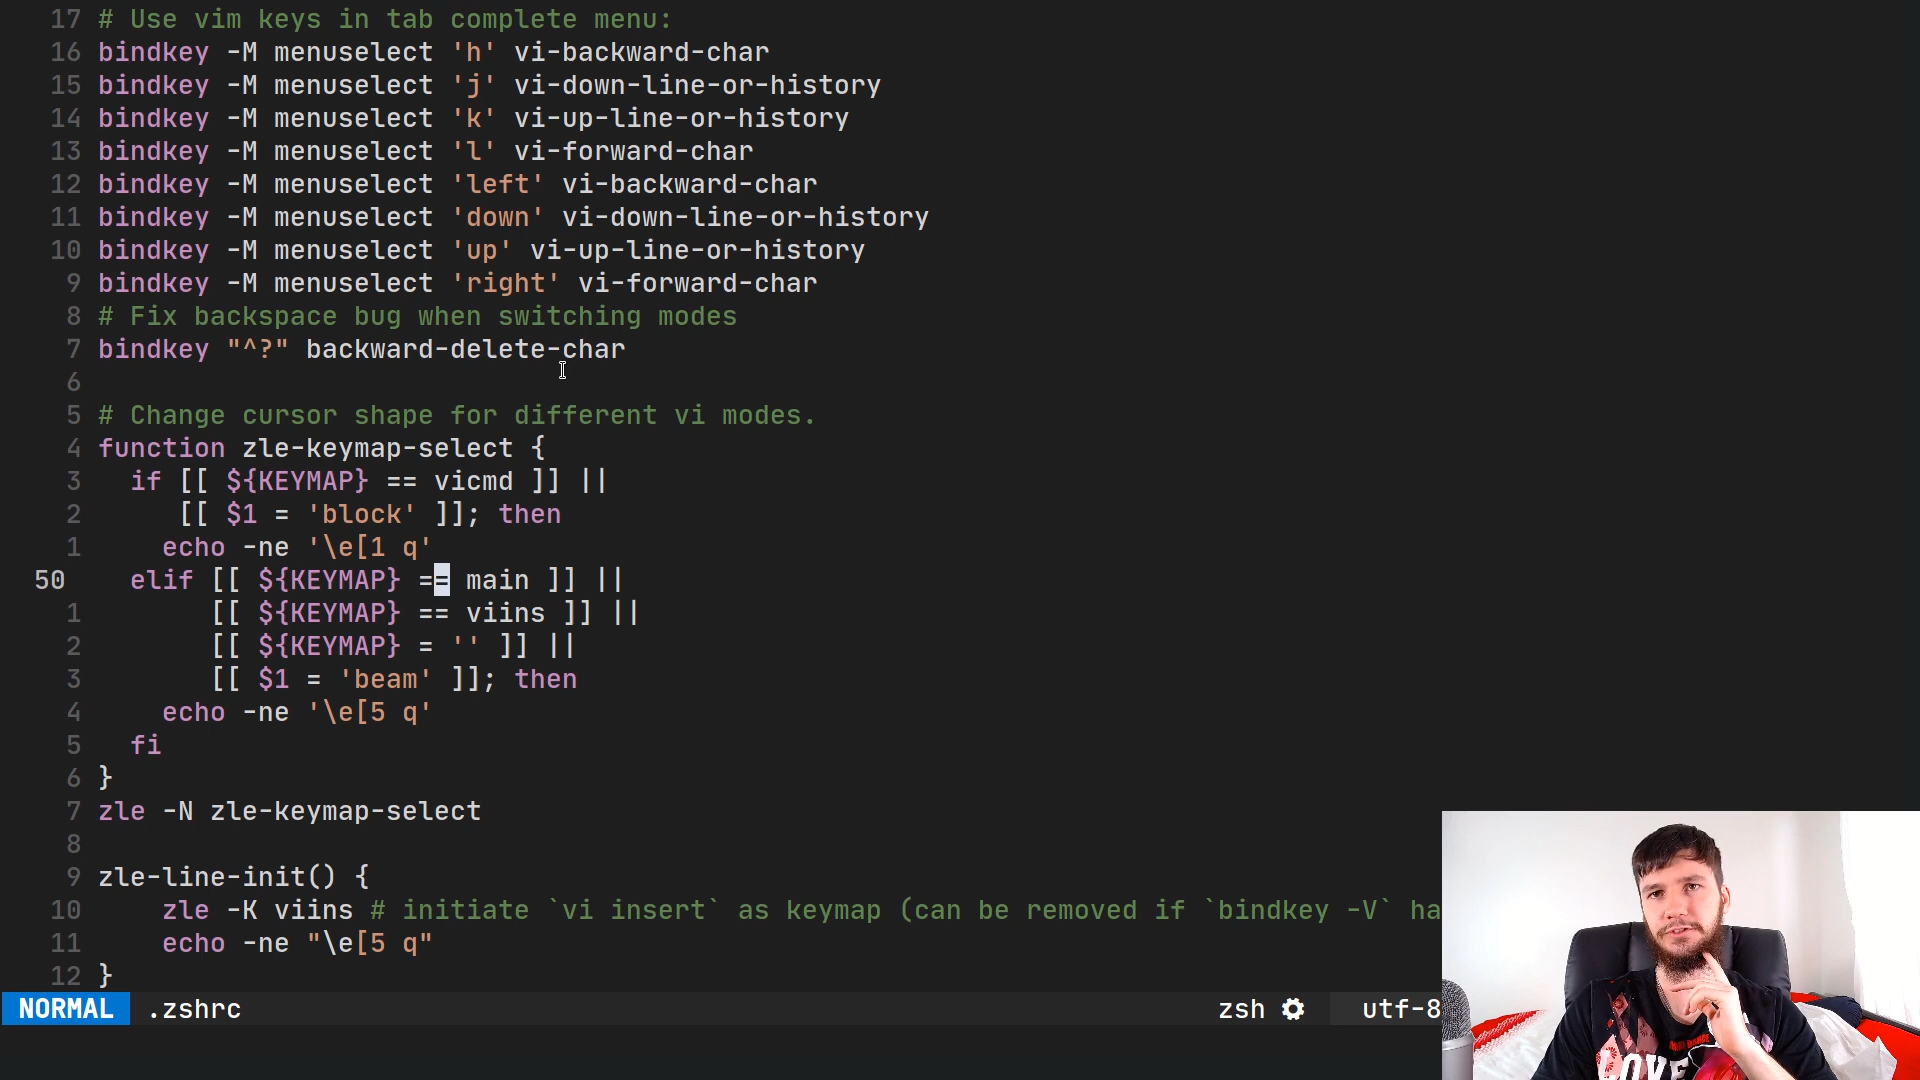 17 # Use vim keys in tab complete menu:
16 bindkey -M menuselect 'h' vi-backward-char
15 bindkey -M menuselect 'j' vi-down-line-or-history
14 bindkey -M menuselect 'k' vi-up-line-or-history
13 bindkey -M menuselect 'l' vi-forward-char
12 bindkey -M menuselect 'left' vi-backward-char
11 bindkey -M menuselect 'down' vi-down-line-or-history
10 bindkey -M menuselect 'up' vi-up-line-or-history
9 bindkey -M menuselect 'right' vi-forward-char
8 # Fix backspace bug when switching modes
7 bindkey "^?" backward-delete-char
6
5 # Change cursor shape for different vi modes.
4 function zle-keymap-select {
3   if [[ ${KEYMAP} == vicmd ]] ||
2      [[ $1 = 'block' ]]; then
1     echo -ne '\e[1 q'
50   elif [[ ${KEYMAP} == main ]] ||
1        [[ ${KEYMAP} == viins ]] ||
2        [[ ${KEYMAP} = '' ]] ||
3        [[ $1 = 'beam' ]]; then
4     echo -ne '\e[5 q'
5   fi
6 }
7 zle -N zle-keymap-select
8
9 zle-line-init() {
10     zle -K viins # initiate `vi insert` as keymap (can be removed if `bindkey -V` ha
11     echo -ne "\e[5 q"
12 }
NORMAL .zshrc zsh utf-8
LOVE